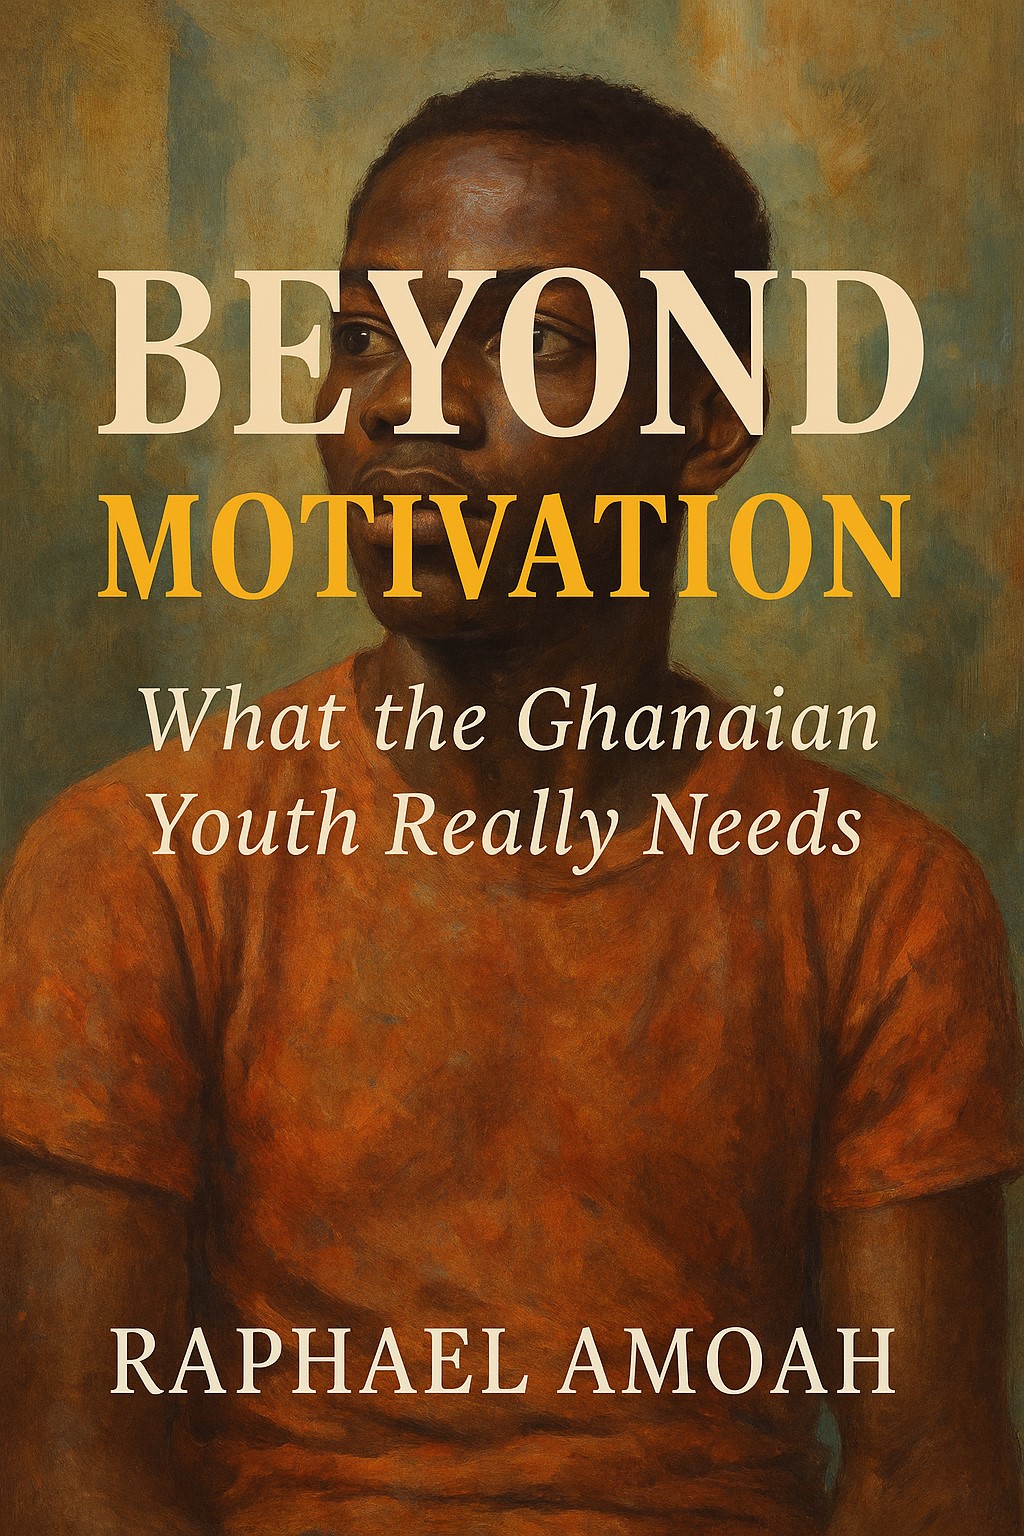 BEYOND
MOTIVATION
What the Ghanaian
Youth Really Needs
RAPHAEL AMOAH